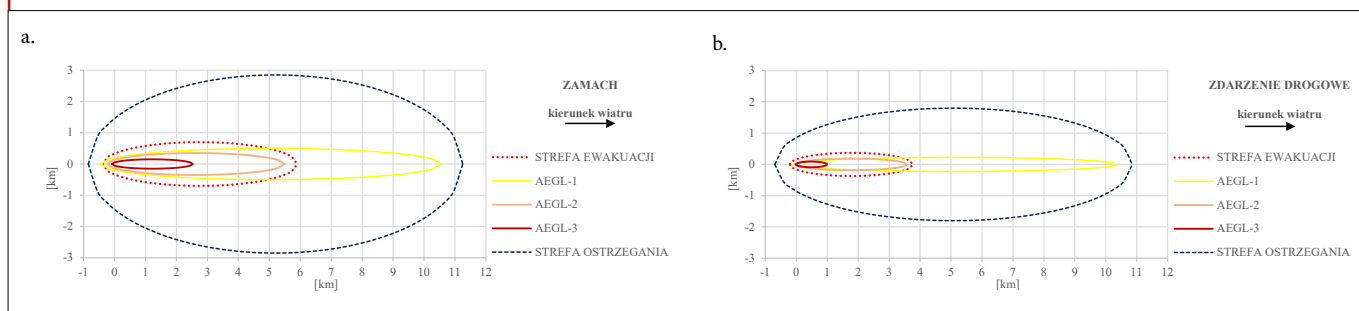 a.
3
2
1
0
-1
-2
-3
[km]
-1 0 1 2 3 4 5 6 7 8 9 10 11 12
[km]
ZAMACH
kierunek wiatru
STREFA EWAKUACJI
AEGL-1
AEGL-2
AEGL-3
STREFA OSTRZEGANIA
b.
3
2
1
0
-1
-2
-3
[km]
-1 0 1 2 3 4 5 6 7 8 9 10 11 12
[km]
ZDARZENIE DROGOWE
kierunek wiatru
STREFA EWAKUACJI
AEGL-1
AEGL-2
AEGL-3
STREFA OSTRZEGANIA